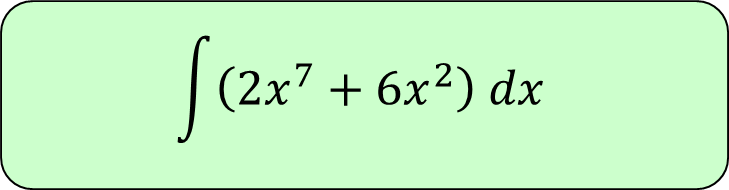 ∫(2x⁷ + 6x²) dx